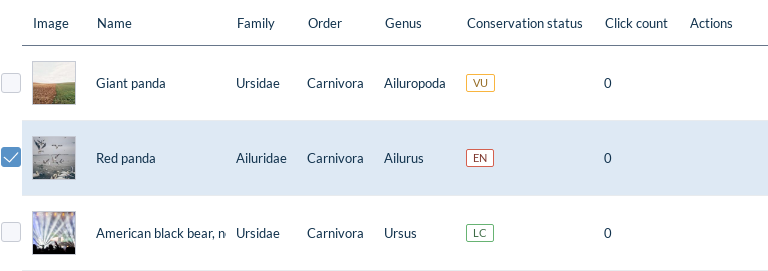 Image Name Family Order Genus Conservation status Click count Actions
Giant panda Ursidae Carnivora Ailuropoda VU 0
Red panda Ailuridae Carnivora Ailurus EN 0
American black bear, n Ursidae Carnivora Ursus LC 0